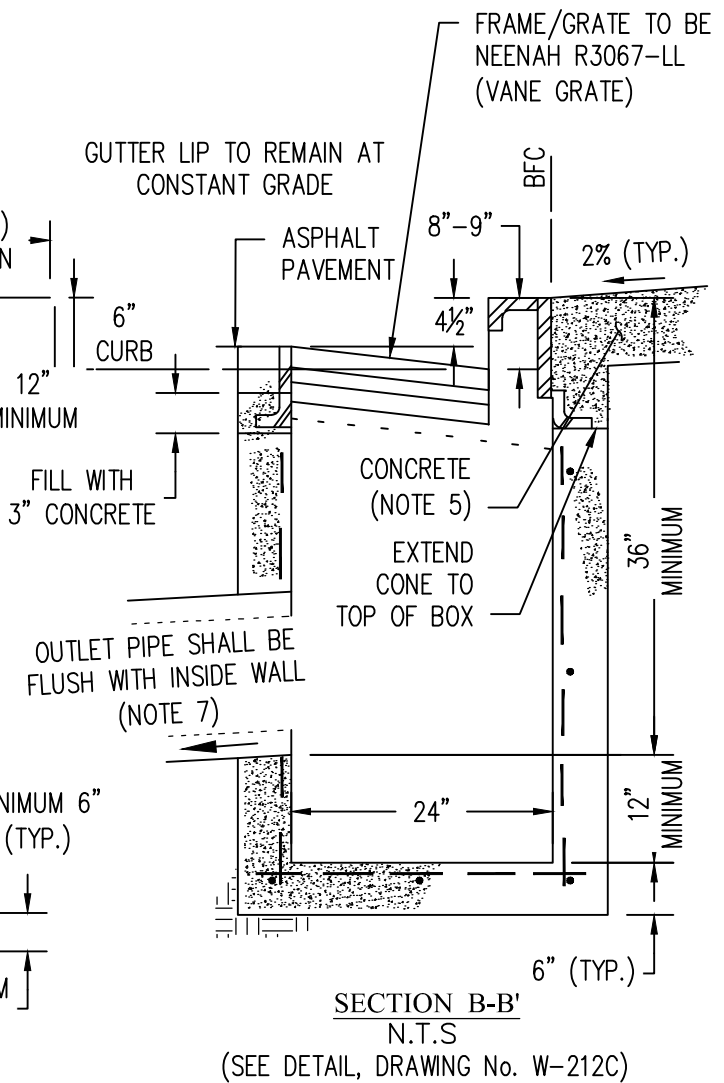 FRAME/GRATE TO BE
NEENAH R3067-LL
(VANE GRATE)
GUTTER LIP TO REMAIN AT
CONSTANT GRADE
BFC
)
N
ASPHALT
PAVEMENT
8"-9"
2% (TYP.)
6"
CURB
4½"
12"
MINIMUM
FILL WITH
3" CONCRETE
CONCRETE
(NOTE 5)
EXTEND
CONE TO
TOP OF BOX
36"
MINIMUM
OUTLET PIPE SHALL BE
FLUSH WITH INSIDE WALL
(NOTE 7)
NIMUM 6"
(TYP.)
24"
12"
MINIMUM
M
6" (TYP.)
SECTION B-B'
N.T.S
(SEE DETAIL, DRAWING No. W-212C)